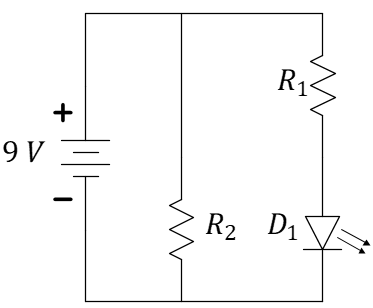 +
9 V
−
R₁
R₂
D₁